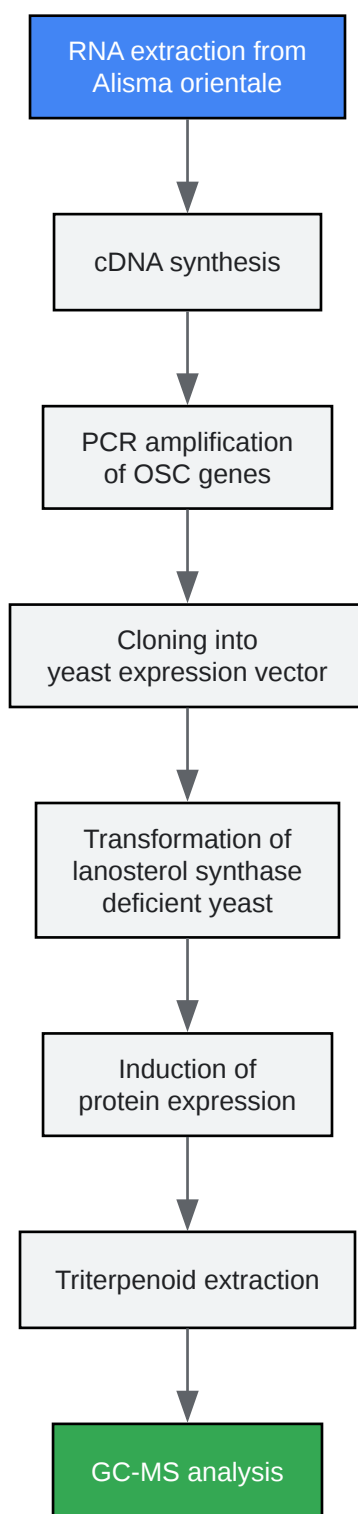 RNA extraction from
Alisma orientale
cDNA synthesis
PCR amplification
of OSC genes
Cloning into
yeast expression vector
Transformation of
lanosterol synthase
deficient yeast
Induction of
protein expression
Triterpenoid extraction
GC-MS analysis